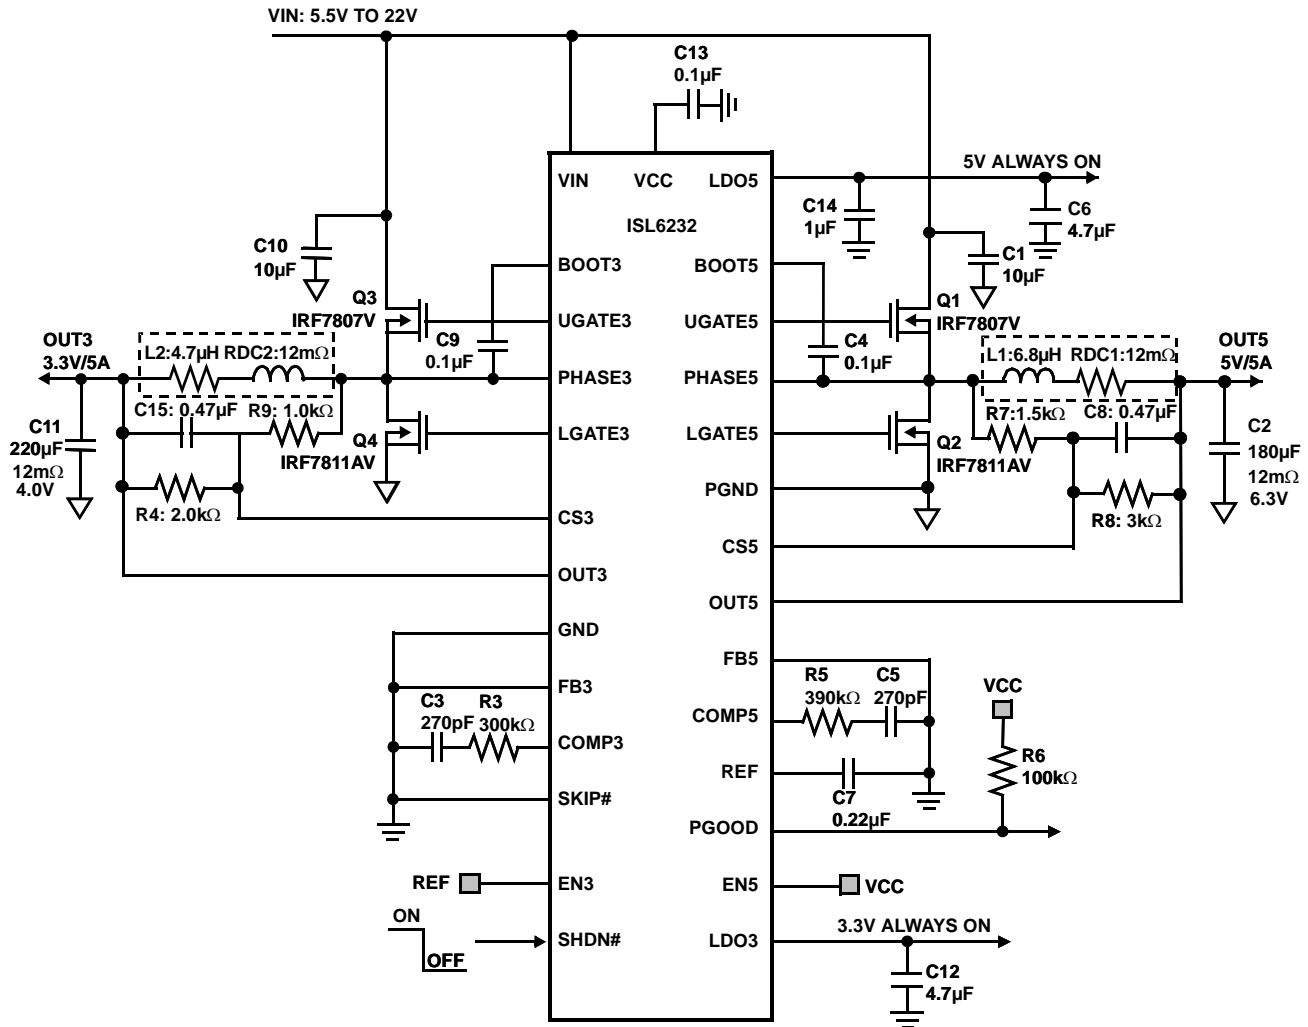 VIN: 5.5V TO 22V
C13
0.1µF
5V ALWAYS ON
VIN
VCC
LDO5
ISL6232
C14
1µF
C6
4.7µF
C10
10µF
BOOT3
BOOT5
C1
10µF
Q3
IRF7807V
UGATE3
UGATE5
Q1
IRF7807V
C9
0.1µF
C4
0.1µF
OUT3
3.3V/5A
L2:4.7µH RDC2:12mΩ
PHASE3
PHASE5
L1:6.8µH RDC1:12mΩ
OUT5
5V/5A
C15: 0.47µF R9: 1.0kΩ
R7:1.5kΩ C8: 0.47µF
C11
220µF
12mΩ
4.0V
Q4
IRF7811AV
LGATE3
LGATE5
Q2
IRF7811AV
C2
180µF
12mΩ
6.3V
R4: 2.0kΩ
PGND
R8: 3kΩ
CS3
CS5
OUT3
OUT5
GND
FB5
FB3
R5
390kΩ
C5
270pF
VCC
C3
270pF
R3
300kΩ
COMP3
COMP5
REF
R6
100kΩ
SKIP#
C7
0.22µF
PGOOD
REF
EN3
EN5
VCC
ON
OFF
SHDN#
LDO3
3.3V ALWAYS ON
C12
4.7µF